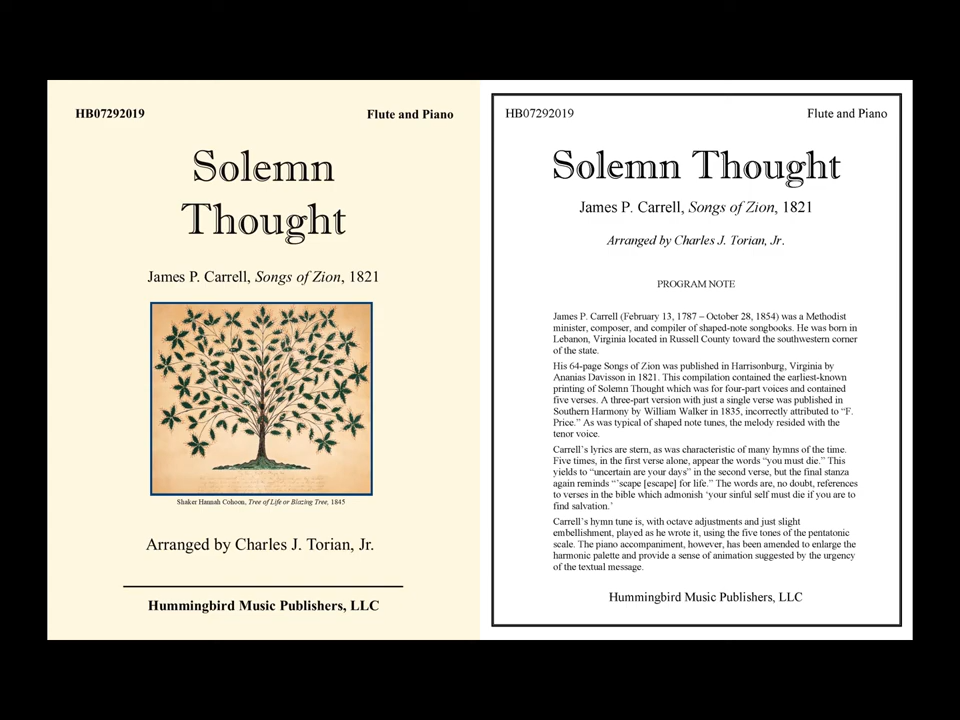 HB07292019
Flute and Piano
Solemn
Thought
James P. Carrell, Songs of Zion, 1821
Shaker Hannah Cohoon, Tree of Life or Blazing Tree, 1845
Arranged by Charles J. Torian, Jr.
Hummingbird Music Publishers, LLC
HB07292019
Flute and Piano
Solemn Thought
James P. Carrell, Songs of Zion, 1821
Arranged by Charles J. Torian, Jr.
PROGRAM NOTE
James P. Carrell (February 13, 1787 – October 28, 1854) was a Methodist
minister, composer, and compiler of shaped-note songbooks. He was born in
Lebanon, Virginia located in Russell County toward the southwestern corner
of the state.
His 64-page Songs of Zion was published in Harrisonburg, Virginia by
Ananias Davisson in 1821. This compilation contained the earliest-known
printing of Solemn Thought which was for four-part voices and contained
five verses. A three-part version with just a single verse was published in
Southern Harmony by William Walker in 1835, incorrectly attributed to “F.
Price.” As was typical of shaped note tunes, the melody resided with the
tenor voice.
Carrell’s lyrics are stern, as was characteristic of many hymns of the time.
Five times, in the first verse alone, appear the words “you must die.” This
yields to “uncertain are your days” in the second verse, but the final stanza
again reminds “’scape [escape] for life.” The words are, no doubt, references
to verses in the bible which admonish ‘your sinful self must die if you are to
find salvation.’
Carrell’s hymn tune is, with octave adjustments and just slight
embellishment, played as he wrote it, using the five tones of the pentatonic
scale. The piano accompaniment, however, has been amended to enlarge the
harmonic palette and provide a sense of animation suggested by the urgency
of the textual message.
Hummingbird Music Publishers, LLC